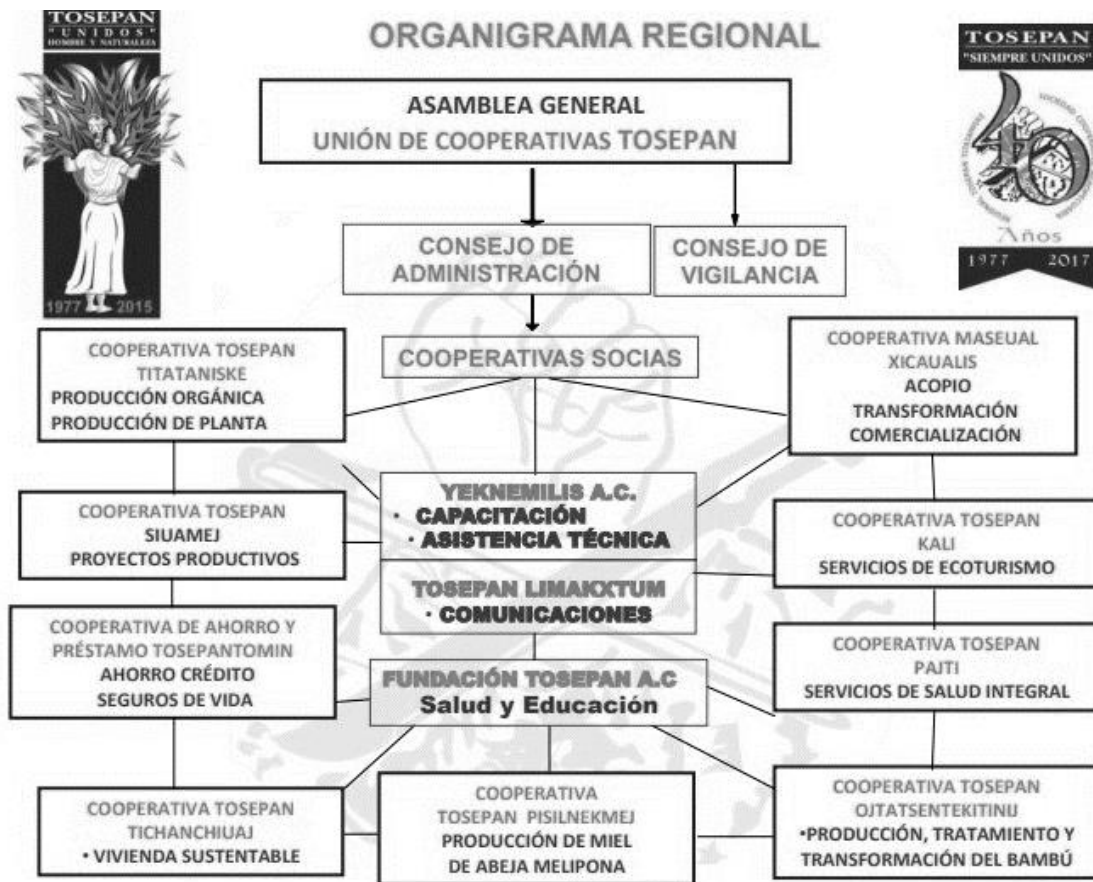 TOSEPAN
"UNIDOS"
HOMBRE Y NATURALEZA
1977 2015
ORGANIGRAMA REGIONAL
TOSEPAN
"SIEMPRE UNIDOS"
40
Años
1977 2017
ASAMBLEA GENERAL
UNIÓN DE COOPERATIVAS TOSEPAN
CONSEJO DE
ADMINISTRACIÓN
CONSEJO DE
VIGILANCIA
COOPERATIVAS SOCIAS
COOPERATIVA TOSEPAN
TITATANISKE
PRODUCCIÓN ORGÁNICA
PRODUCCIÓN DE PLANTA
COOPERATIVA MASEUAL
XICAUALIS
ACOPIO
TRANSFORMACIÓN
COMERCIALIZACIÓN
YEKNEMILIS A.C.
· CAPACITACIÓN
· ASISTENCIA TÉCNICA
COOPERATIVA TOSEPAN
SIUAMEJ
PROYECTOS PRODUCTIVOS
COOPERATIVA TOSEPAN
KALI
SERVICIOS DE ECOTURISMO
TOSEPAN LIMAKXTUM
· COMUNICACIONES
COOPERATIVA DE AHORRO Y
PRÉSTAMO TOSEPANTOMIN
AHORRO CRÉDITO
SEGUROS DE VIDA
COOPERATIVA TOSEPAN
PAJTI
SERVICIOS DE SALUD INTEGRAL
FUNDACIÓN TOSEPAN A.C
Salud y Educación
COOPERATIVA TOSEPAN
TICHANCHIUAJ
• VIVIENDA SUSTENTABLE
COOPERATIVA
TOSEPAN PISILNEKMEJ
PRODUCCIÓN DE MIEL
DE ABEJA MELIPONA
COOPERATIVA TOSEPAN
OJTATSENTEKITINIJ
•PRODUCCIÓN, TRATAMIENTO Y
TRANSFORMACIÓN DEL BAMBÚ